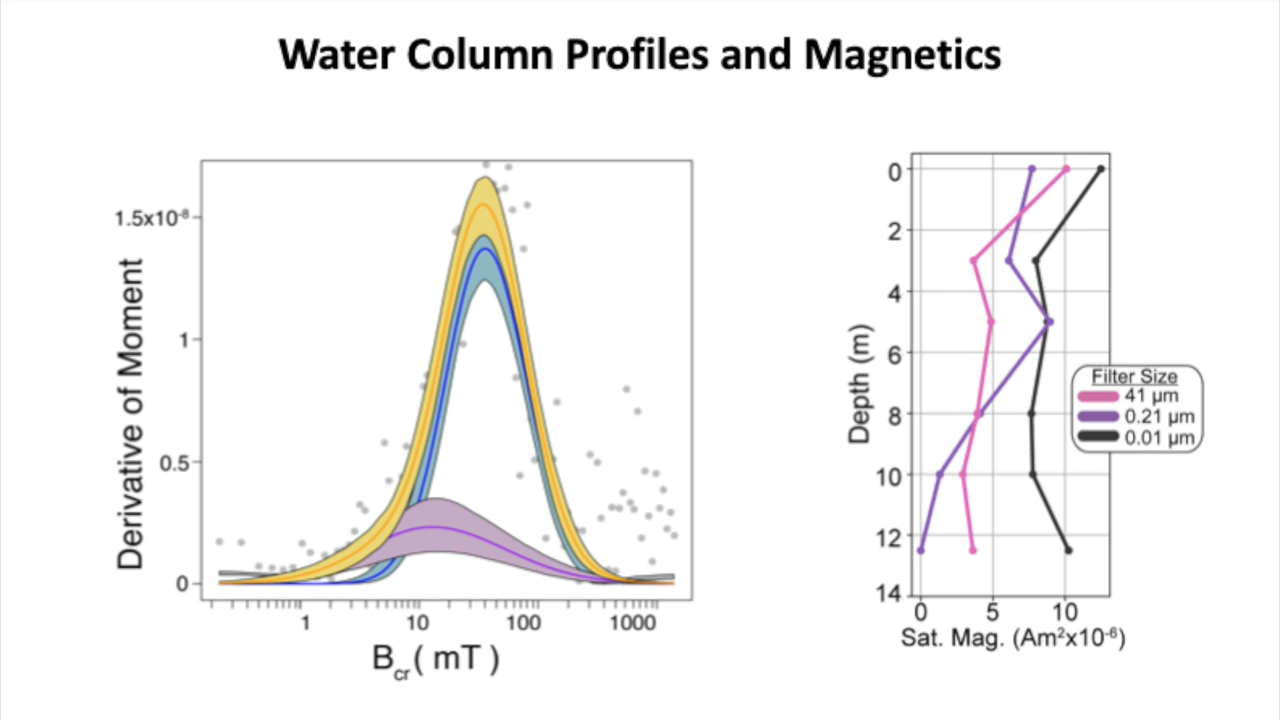 Water Column Profiles and Magnetics
Derivative of Moment
1.5x10⁻⁸
1
0.5
0
1 10 100 1000
B_cr ( mT )
Depth (m)
0
2
4
6
8
10
12
14
0 5 10
Sat. Mag. (Am²x10⁻⁶)
Filter Size
41 µm
0.21 µm
0.01 µm